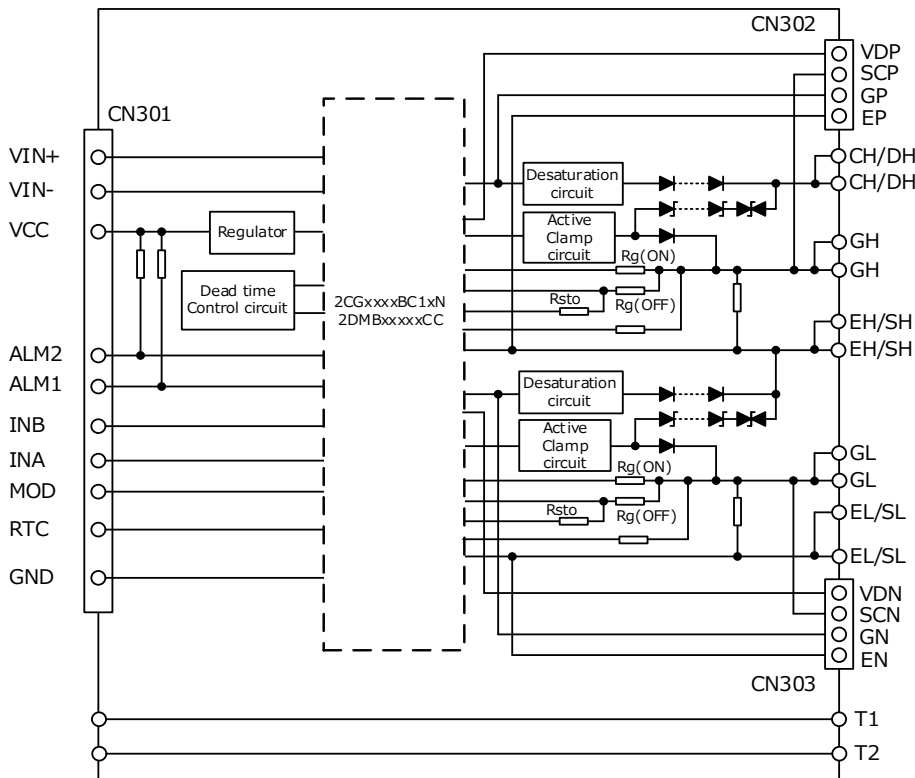 CN302
VDP
SCP
GP
EP
CN301
VIN+
VIN-
VCC
ALM2
ALM1
INB
INA
MOD
RTC
GND
Regulator
Dead time
Control circuit
2CGxxxxBC1xN
2DMBxxxxxCC
Desaturation
circuit
Active
Clamp
circuit
Rg(ON)
Rsto
Rg(OFF)
CH/DH
CH/DH
GH
GH
EH/SH
EH/SH
Desaturation
circuit
Active
Clamp
circuit
Rg(ON)
Rsto
Rg(OFF)
GL
GL
EL/SL
EL/SL
VDN
SCN
GN
EN
CN303
T1
T2